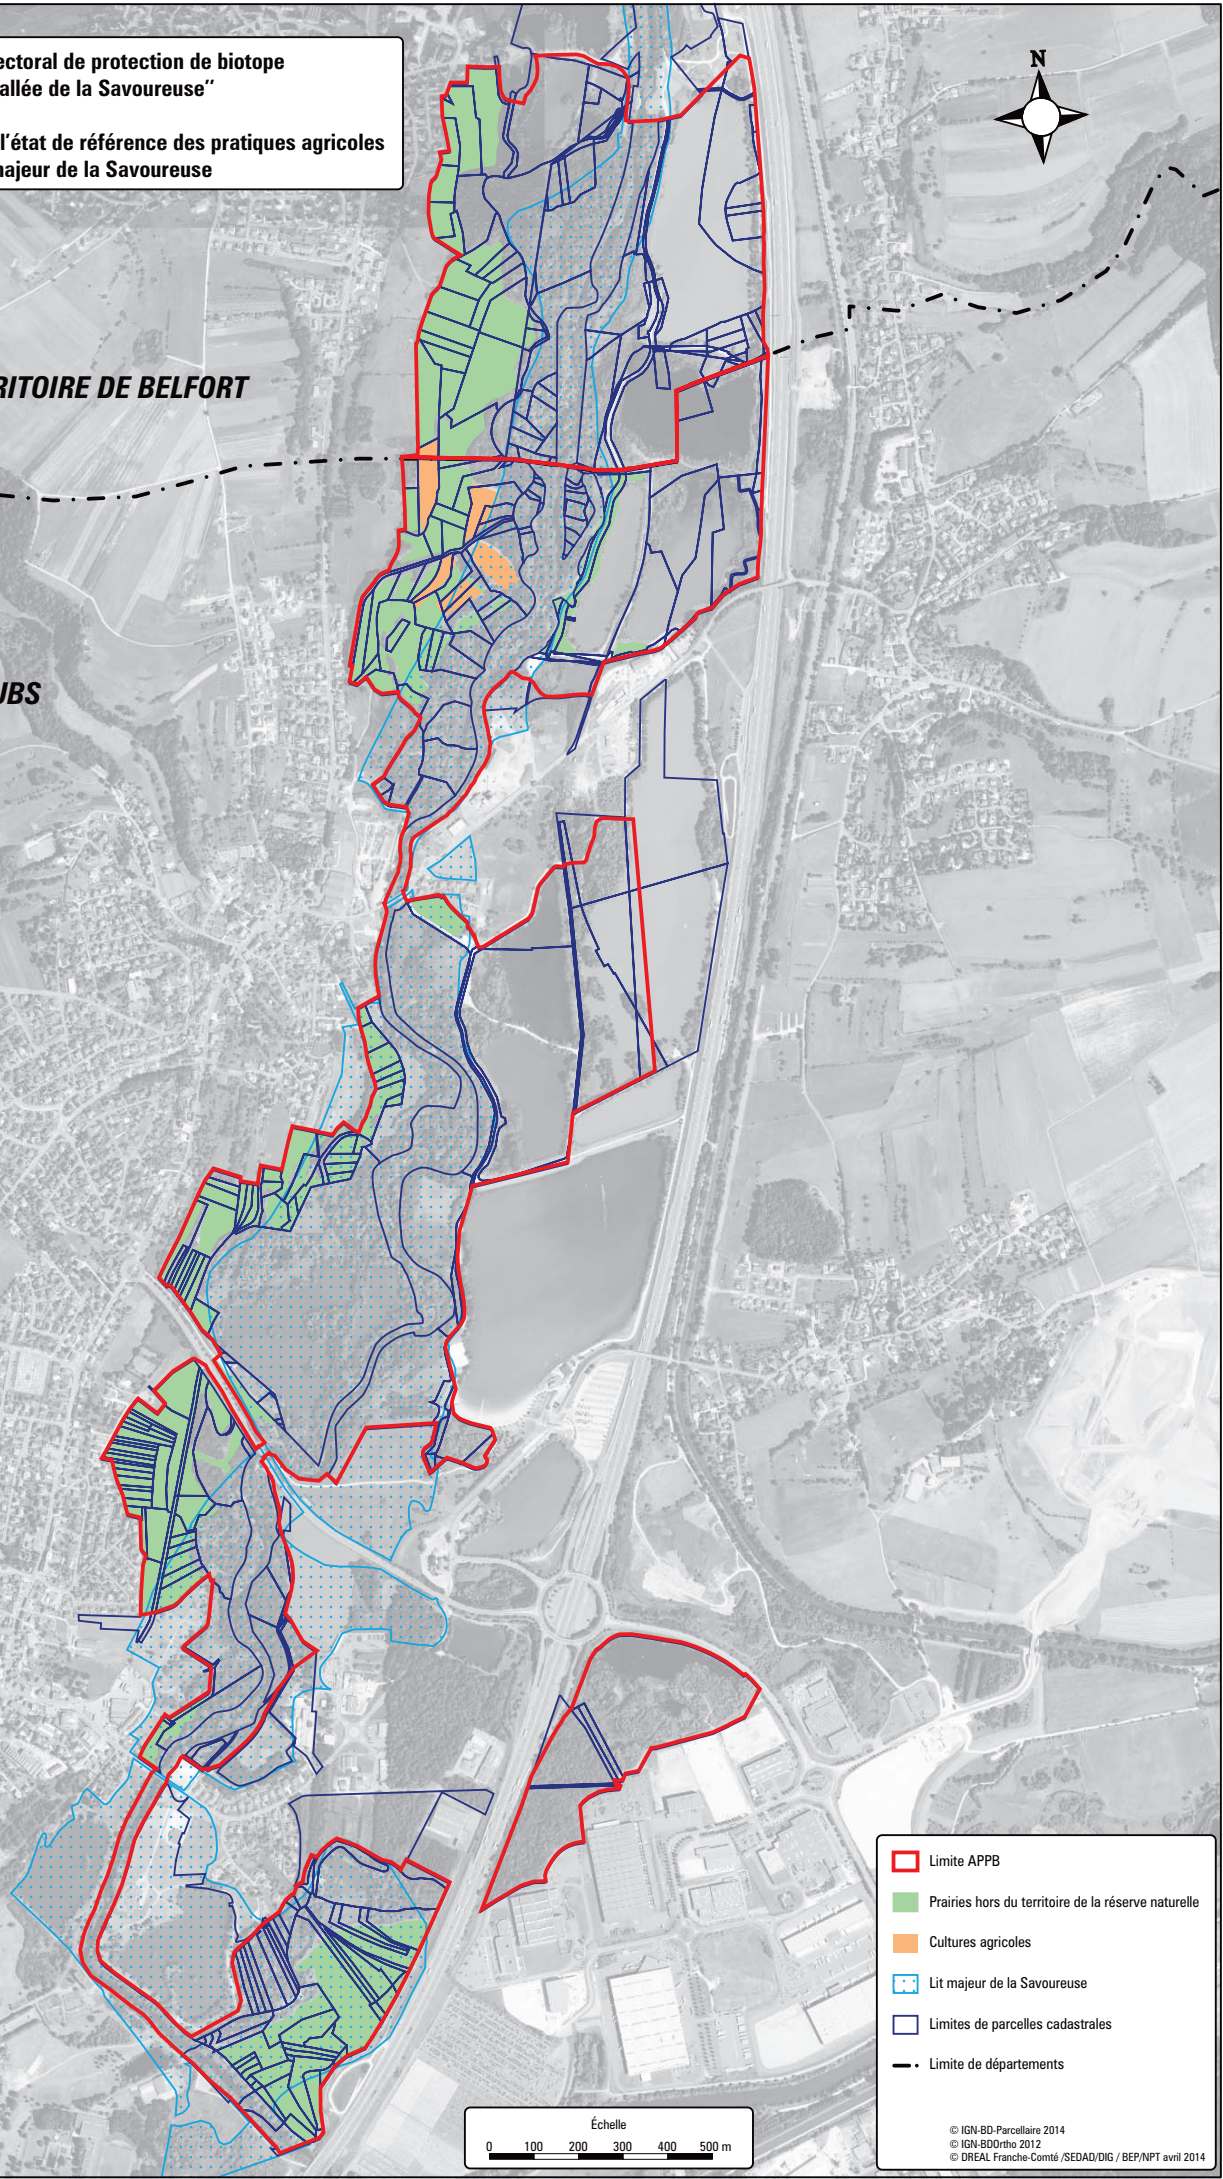 ectoral de protection de biotope
allée de la Savoureuse"
l'état de référence des pratiques agricoles
majeur de la Savoureuse
N
RITOIRE DE BELFORT
UBS
Limite APPB
Prairies hors du territoire de la réserve naturelle
Cultures agricoles
Lit majeur de la Savoureuse
Limites de parcelles cadastrales
Limite de départements
© IGN-BD-Parcellaire 2014
© IGN-BDOrtho 2012
© DREAL Franche-Comté /SEDAD/DIG / BEP/NPT avril 2014
Échelle
0 100 200 300 400 500 m